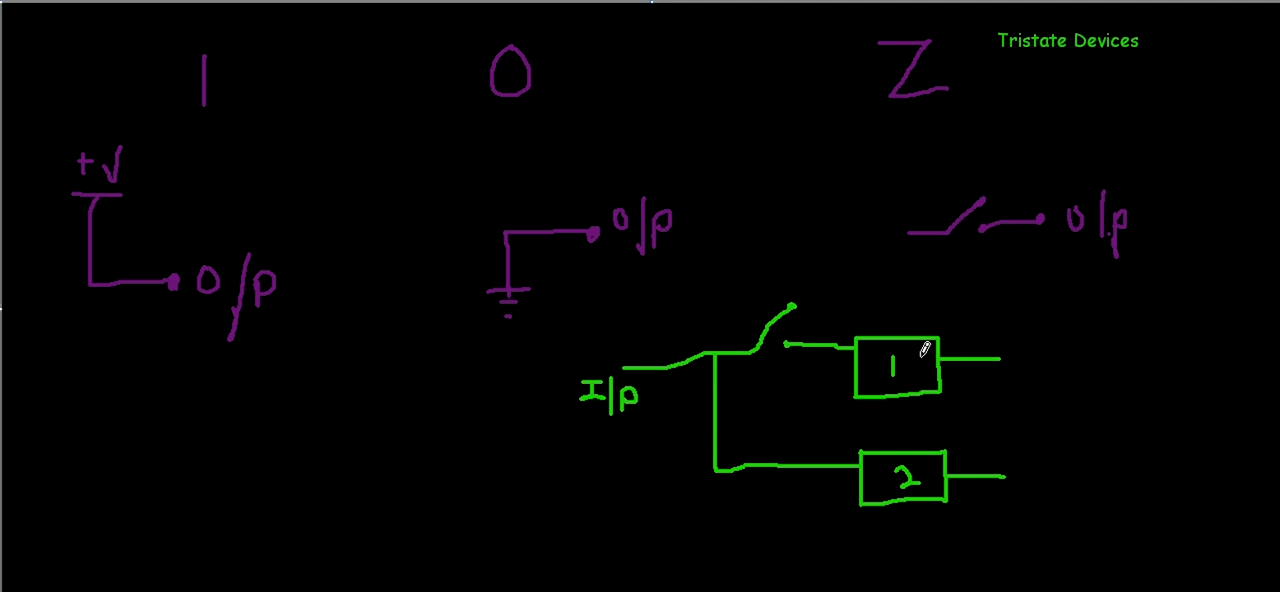 Tristate Devices
1 0 Z
+V
O/p
O/p
O/p
I/p
1
2